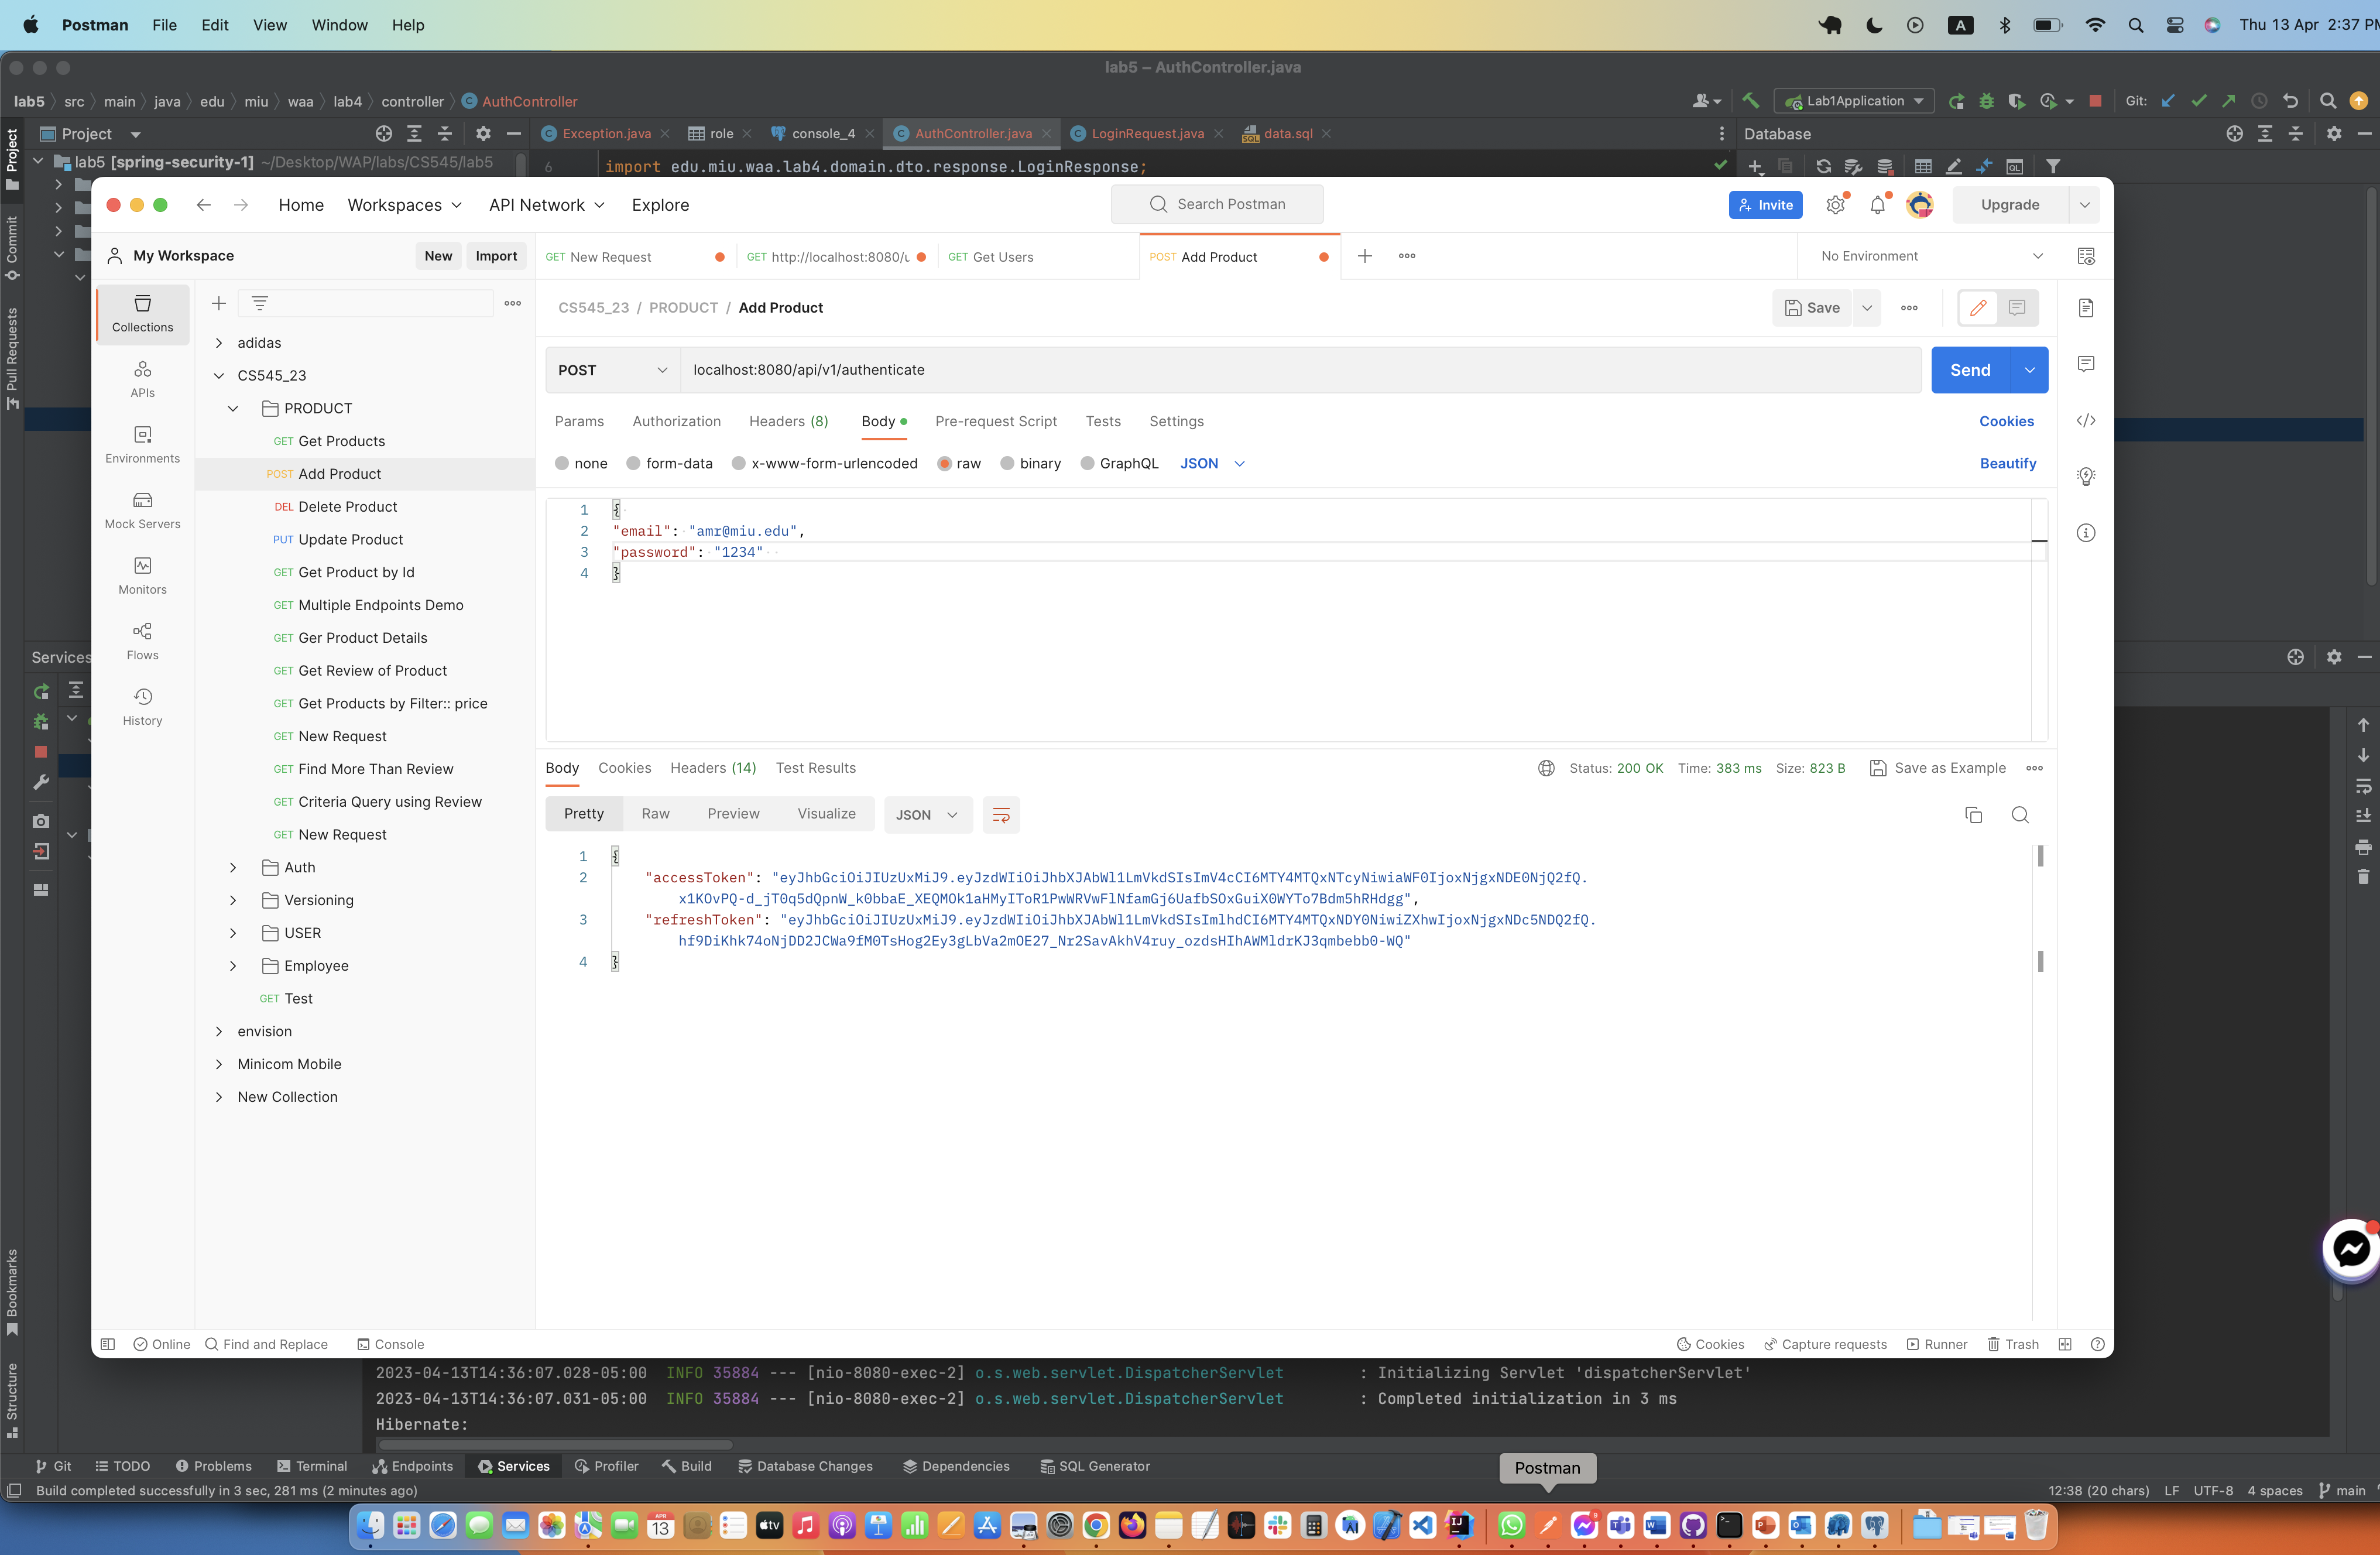 Postman File Edit View Window Help
A Thu 13 Apr 2:37 PM
lab5 – AuthController.java
lab5 src main java edu miu waa lab4 controller AuthController Lab1Application Git:
Project Exception.java role console_4 AuthController.java LoginRequest.java data.sql Database
lab5 [spring-security-1] ~/Desktop/WAP/labs/CS545/lab5
6 import edu.miu.waa.lab4.domain.dto.response.LoginResponse;
Project
Commit
Pull Requests
Bookmarks
Structure
Home Workspaces API Network Explore Search Postman Invite Upgrade
My Workspace New Import
GET New Request GET http://localhost:8080/ GET Get Users POST Add Product No Environment
Collections
APIs
Environments
Mock Servers
Monitors
Flows
History
adidas
CS545_23
PRODUCT
GET Get Products
POST Add Product
DEL Delete Product
PUT Update Product
GET Get Product by Id
GET Multiple Endpoints Demo
GET Ger Product Details
GET Get Review of Product
GET Get Products by Filter:: price
GET New Request
GET Find More Than Review
GET Criteria Query using Review
GET New Request
Auth
Versioning
USER
Employee
GET Test
envision
Minicom Mobile
New Collection
CS545_23 / PRODUCT / Add Product Save
POST localhost:8080/api/v1/authenticate Send
Params Authorization Headers (8) Body Pre-request Script Tests Settings Cookies
none form-data x-www-form-urlencoded raw binary GraphQL JSON Beautify
1 {
2 "email": "amr@miu.edu",
3 "password": "1234"
4 }
Body Cookies Headers (14) Test Results Status: 200 OK Time: 383 ms Size: 823 B Save as Example
Pretty Raw Preview Visualize JSON
1 {
2 "accessToken": "eyJhbGciOiJIUzUxMiJ9.eyJzdWIiOiJhbXJAbWl1LmVkdSIsImV4cCI6MTY4MTQxNTcyNiwiaWF0IjoxNjgxNDE0NjQ2fQ.
x1KOvPQ-d_jT0q5dQpnW_k0bbaE_XEQMOk1aHMyIToR1PwWRVwFlNfamGj6UafbSOxGuiX0WYTo7Bdm5hRHdgg",
3 "refreshToken": "eyJhbGciOiJIUzUxMiJ9.eyJzdWIiOiJhbXJAbWl1LmVkdSIsImlhdCI6MTY4MTQxNDY0NiwiZXhwIjoxNjgxNDc5NDQ2fQ.
hf9DiKhk74oNjDD2JCWa9fM0TsHog2Ey3gLbVa2mOE27_Nr2SavAkhV4ruy_ozdsHIhAWMldrKJ3qmbebb0-WQ"
4 }
Services
Online Find and Replace Console Cookies Capture requests Runner Trash
2023-04-13T14:36:07.028-05:00 INFO 35884 --- [nio-8080-exec-2] o.s.web.servlet.DispatcherServlet : Initializing Servlet 'dispatcherServlet'
2023-04-13T14:36:07.031-05:00 INFO 35884 --- [nio-8080-exec-2] o.s.web.servlet.DispatcherServlet : Completed initialization in 3 ms
Hibernate:
Git TODO Problems Terminal Endpoints Services Profiler Build Database Changes Dependencies SQL Generator
Postman
Build completed successfully in 3 sec, 281 ms (2 minutes ago) 12:38 (20 chars) LF UTF-8 4 spaces main
APR
13
tv